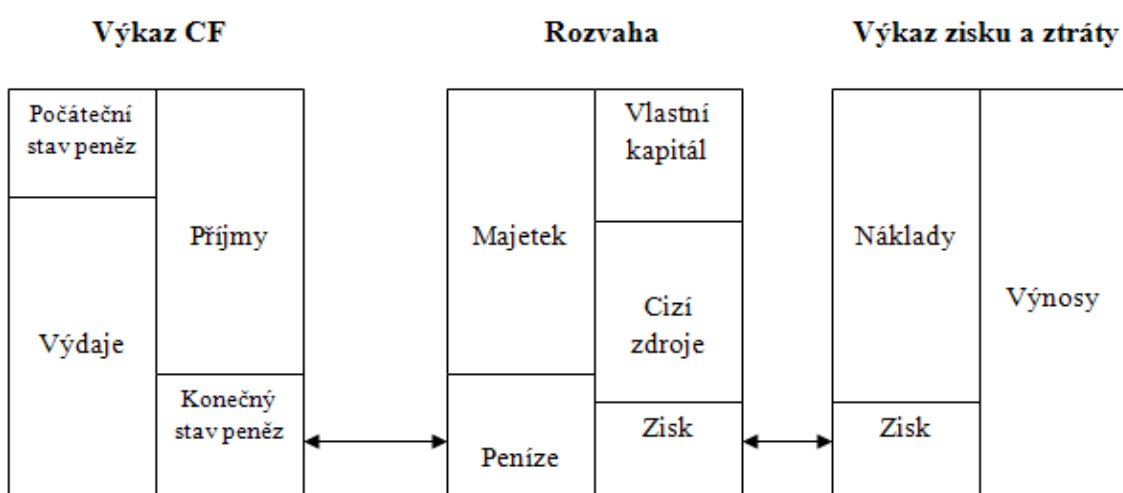 Výkaz CF
Rozvaha
Výkaz zisku a ztráty
Počáteční
stav peněz
Příjmy
Výdaje
Konečný
stav peněz
Majetek
Peníze
Vlastní
kapitál
Cizí
zdroje
Zisk
Náklady
Zisk
Výnosy